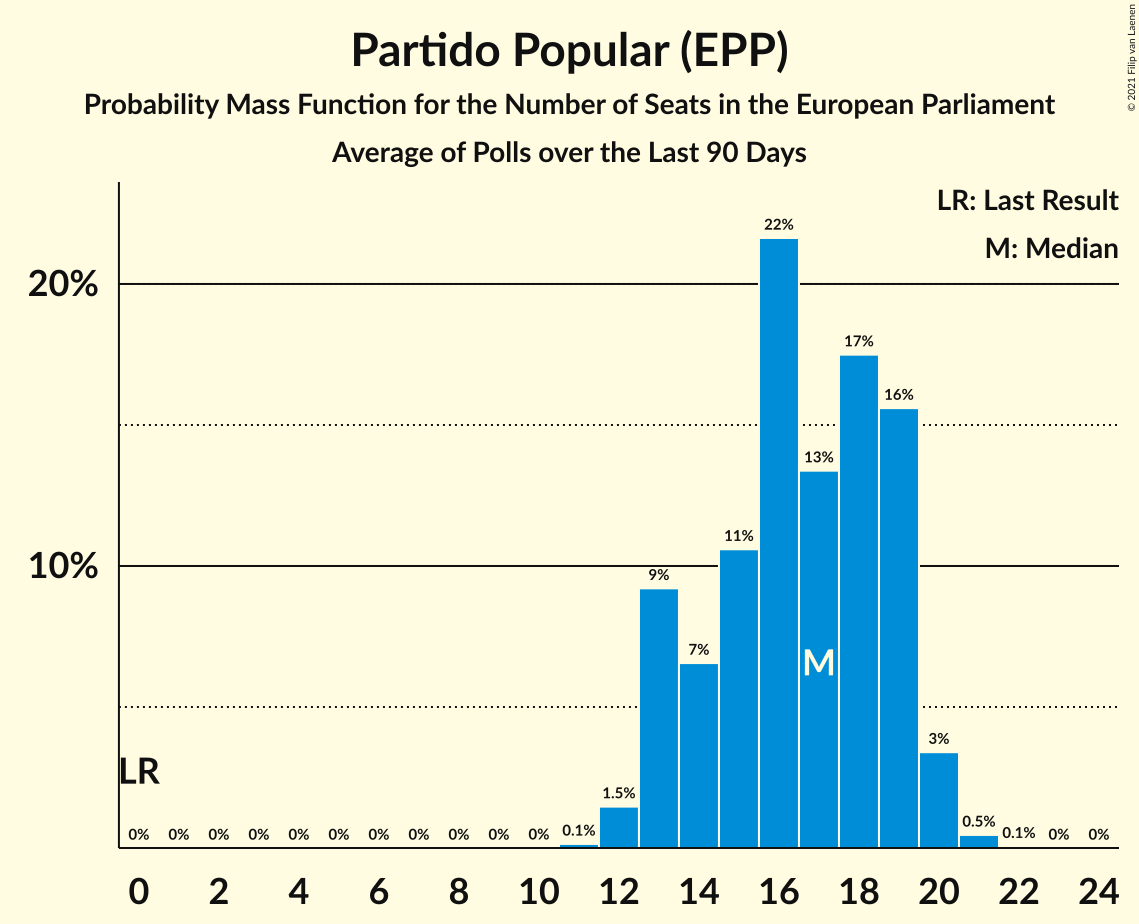 Partido Popular (EPP)
Probability Mass Function for the Number of Seats in the European Parliament
Average of Polls over the Last 90 Days
© 2021 Filip van Laenen
LR: Last Result
M: Median
20%
10%
22%
17%
16%
13%
11%
9%
7%
3%
1.5%
0.5%
0.1%
0.1%
M
LR
0% 0% 0% 0% 0% 0% 0% 0% 0% 0% 0% 0% 0%
0 2 4 6 8 10 12 14 16 18 20 22 24